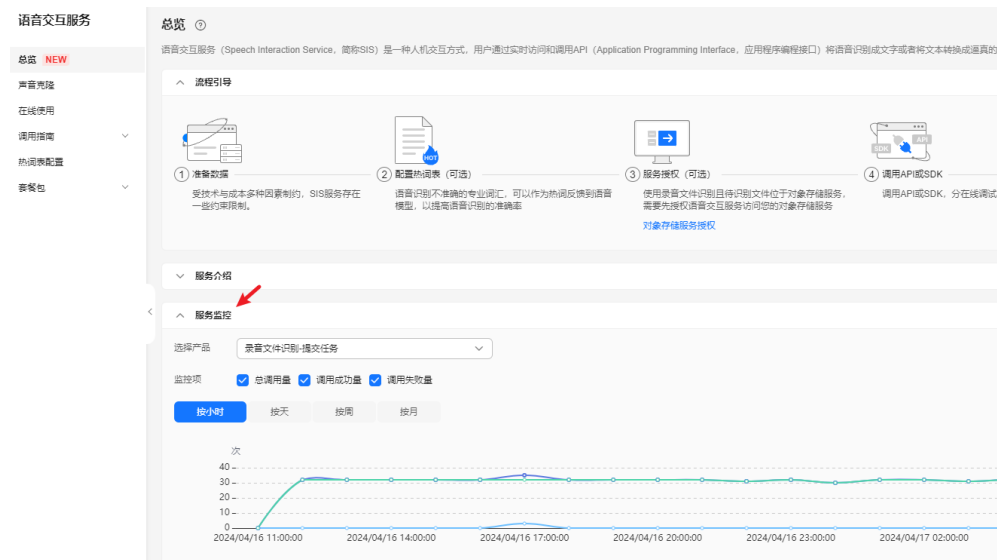 语音交互服务
总览 NEW
声音克隆
在线使用
调用指南
热词表配置
套餐包
总览
语音交互服务（Speech Interaction Service，简称SIS）是一种人机交互方式，用户通过实时访问和调用API（Application Programming Interface，应用程序编程接口）将语音识别成文字或者将文本转换成逼真的
流程引导
HOT
SDK
API
1 准备数据
2 配置热词表（可选）
3 服务授权（可选）
4 调用API或SDK
受技术与成本多种因素制约，SIS服务存在
一些约束限制。
语音识别不准确的专业词汇，可以作为热词反馈到语音
模型，以提高语音识别的准确率
使用录音文件识别且待识别文件位于对象存储服务，
需要先授权语音交互服务访问您的对象存储服务
对象存储服务授权
调用API或SDK，分在线调试
服务介绍
服务监控
选择产品 录音文件识别-提交任务
监控项 总调用量 调用成功量 调用失败量
按小时 按天 按周 按月
次
40
30
20
10
0
2024/04/16 11:00:00 2024/04/16 14:00:00 2024/04/16 17:00:00 2024/04/16 20:00:00 2024/04/16 23:00:00 2024/04/17 02:00:00